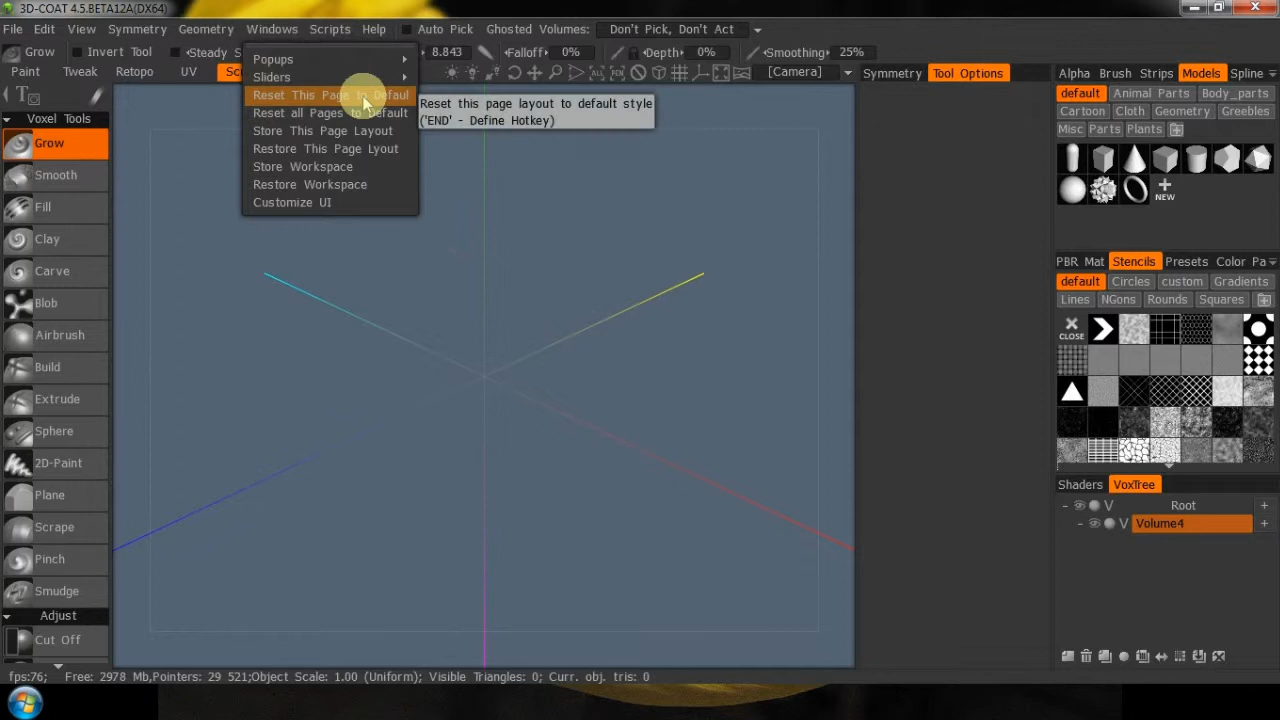 3D-COAT 4.5.BETA12A(DX64)
File Edit View Symmetry Geometry Windows Scripts Help Auto Pick Ghosted Volumes: Don't Pick, Don't Act
Grow Invert Tool Steady S 8.843 Falloff: 0% Depth: 0% Smoothing: 25%
Paint Tweak Retopo UV Sc [Camera] Symmetry Tool Options Alpha Brush Strips Models Spline
Popups
Sliders
Reset This Page to Defaul
Reset all Pages to Default
Store This Page Layout
Restore This Page Lyout
Store Workspace
Restore Workspace
Customize UI
Reset this page layout to default style
('END' - Define Hotkey)
Voxel Tools
Grow
Smooth
Fill
Clay
Carve
Blob
Airbrush
Build
Extrude
Sphere
2D-Paint
Plane
Scrape
Pinch
Smudge
Adjust
Cut Off
default Animal Parts Body_parts
Cartoon Cloth Geometry Greebles
Misc Parts Plants
NEW
PBR Mat Stencils Presets Color Pa
default Circles custom Gradients
Lines NGons Rounds Squares
CLOSE
Shaders VoxTree
V Root
V Volume4
fps:76; Free: 2978 Mb,Pointers: 29 521;Object Scale: 1.00 (Uniform); Visible Triangles: 0; Curr. obj. tris: 0